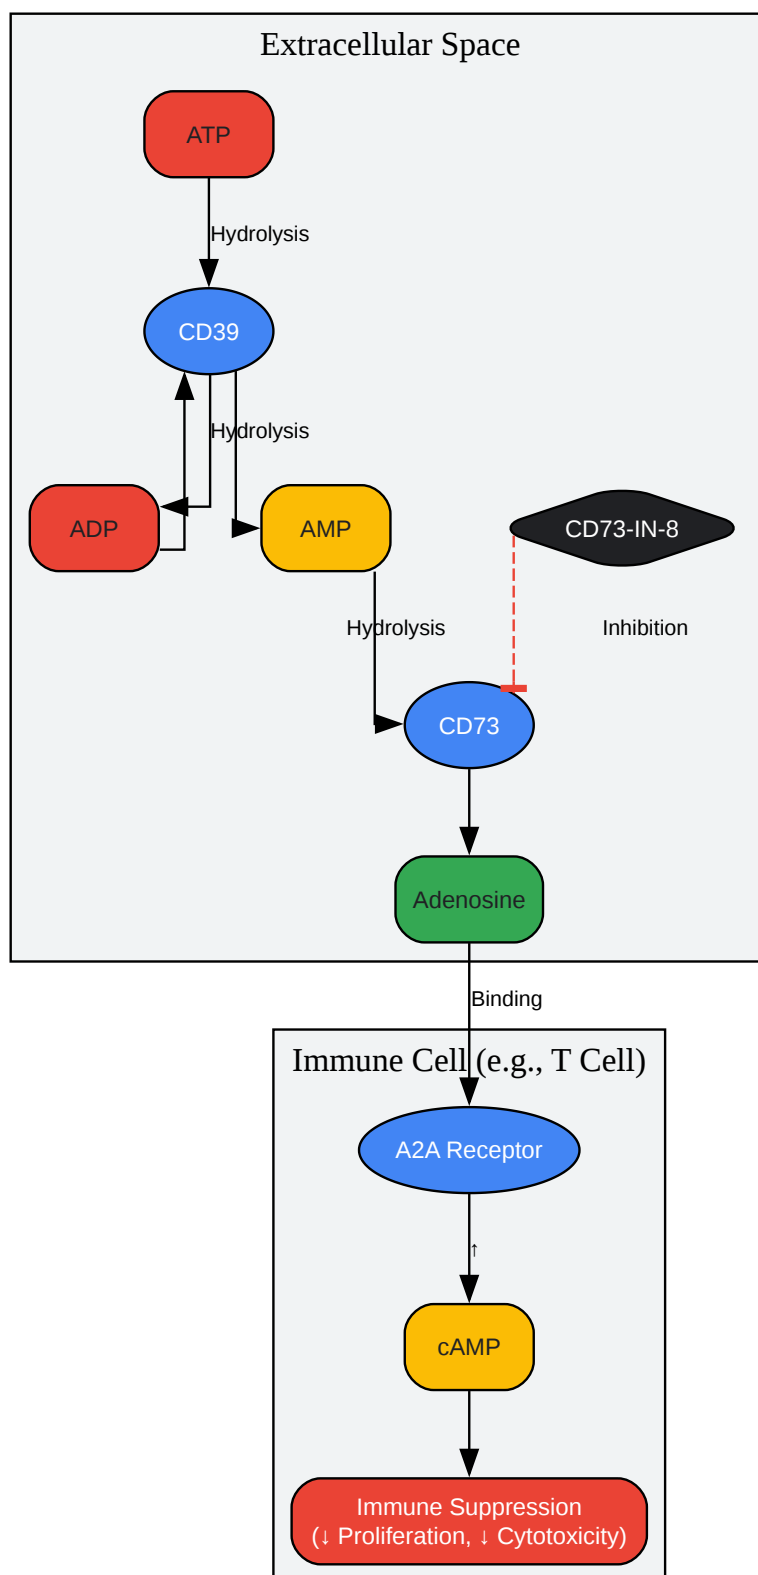 Extracellular Space
ATP
Hydrolysis
CD39
Hydrolysis
ADP
AMP
CD73-IN-8
Hydrolysis
Inhibition
CD73
Adenosine
Binding
Immune Cell (e.g., T Cell)
A2A Receptor
↑
cAMP
Immune Suppression
(↓ Proliferation, ↓ Cytotoxicity)